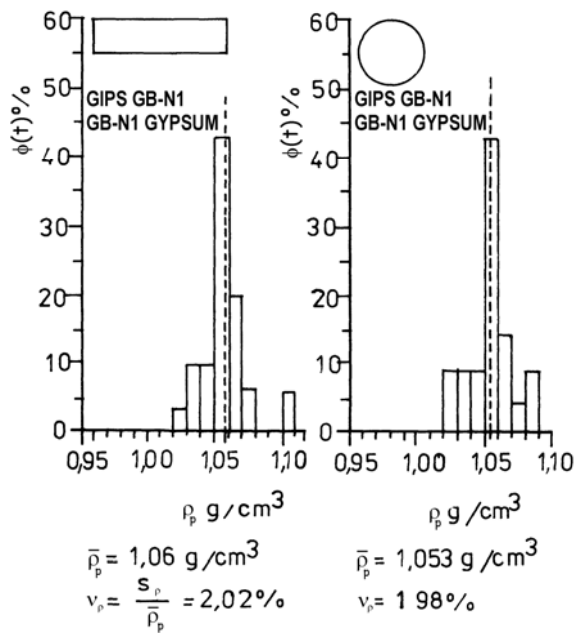 60
50
40
30
20
10
0
ϕ(t)%
GIPS GB-N1
GB-N1 GYPSUM
0,95 1,00 1,05 1,10
ρp g/cm³
ρ̄p = 1,06 g/cm³
νρ = sρ / ρ̄p = 2,02%
60
50
40
30
20
10
0
ϕ(t)%
GIPS GB-N1
GB-N1 GYPSUM
0,95 1,00 1,05 1,10
ρp g/cm³
ρ̄p = 1,053 g/cm³
νρ = 1 98%